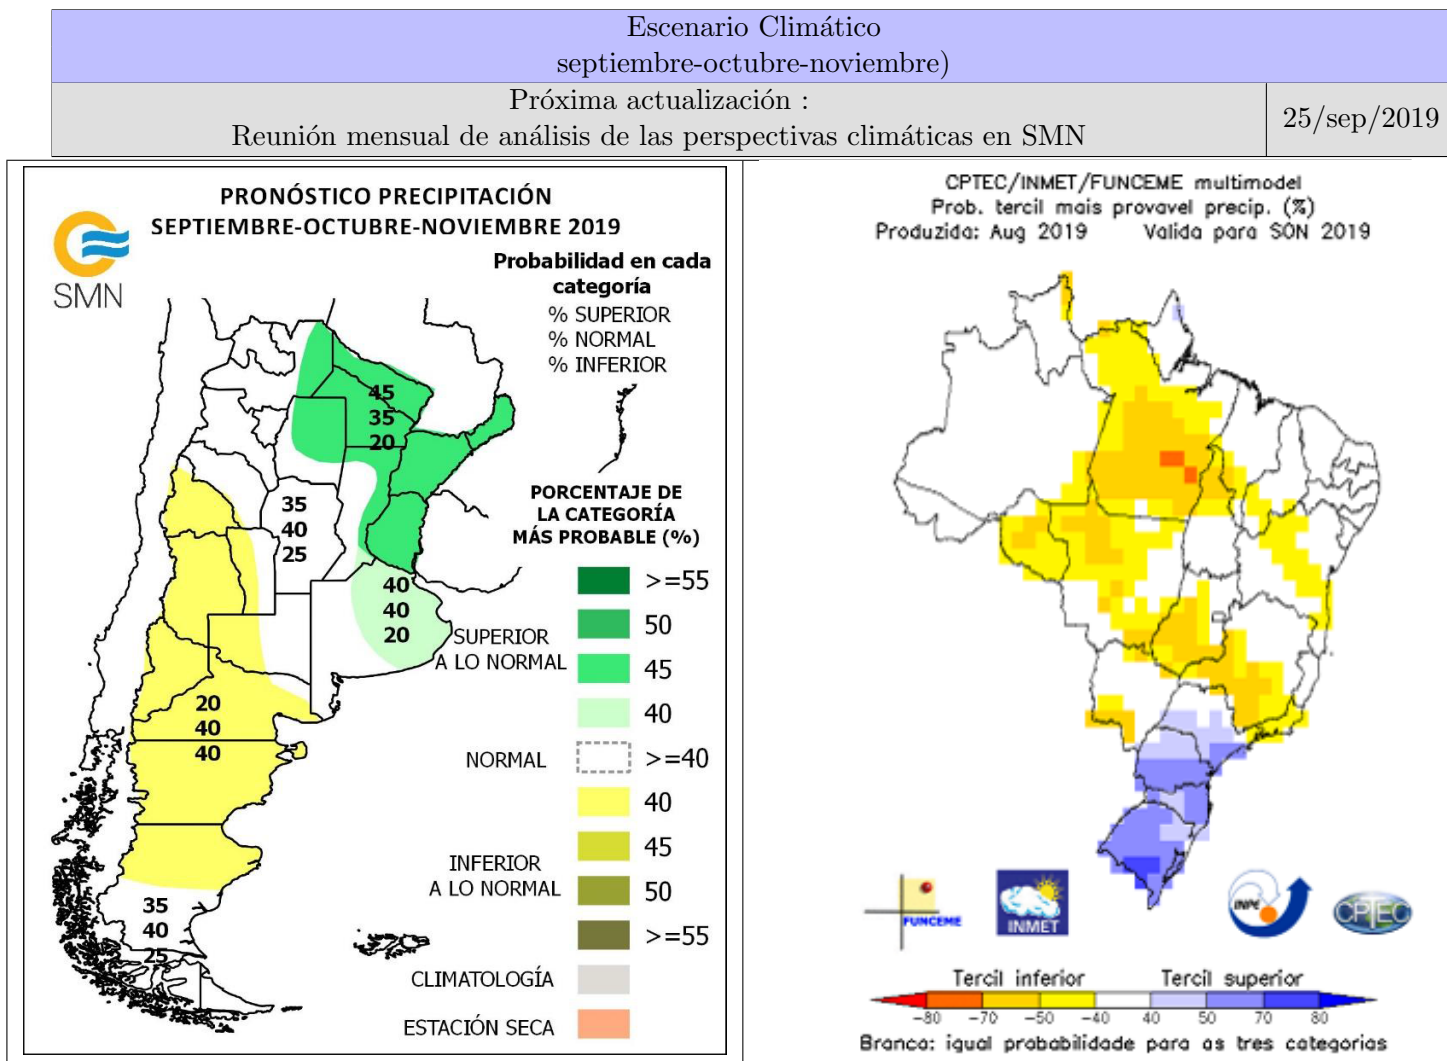 Escenario Climático
septiembre-octubre-noviembre)
Próxima actualización :
Reunión mensual de análisis de las perspectivas climáticas en SMN
25/sep/2019
PRONÓSTICO PRECIPITACIÓN
SEPTIEMBRE-OCTUBRE-NOVIEMBRE 2019
SMN
Probabilidad en cada
categoría
% SUPERIOR
% NORMAL
% INFERIOR
45
35
20
35
40
25
40
40
20
20
40
40
35
40
25
PORCENTAJE DE
LA CATEGORÍA
MÁS PROBABLE (%)
SUPERIOR
A LO NORMAL
>=55
50
45
40
NORMAL
>=40
INFERIOR
A LO NORMAL
40
45
50
>=55
CLIMATOLOGÍA
ESTACIÓN SECA
CPTEC/INMET/FUNCEME multimodel
Prob. tercil mais provavel precip. (%)
Produzida: Aug 2019 Valida para SON 2019
FUNCEME
INMET
INPE
CPTEC
Tercil inferior Tercil superior
-80 -70 -50 -40 40 50 70 80
Branca: igual probabilidade para as tres categorias